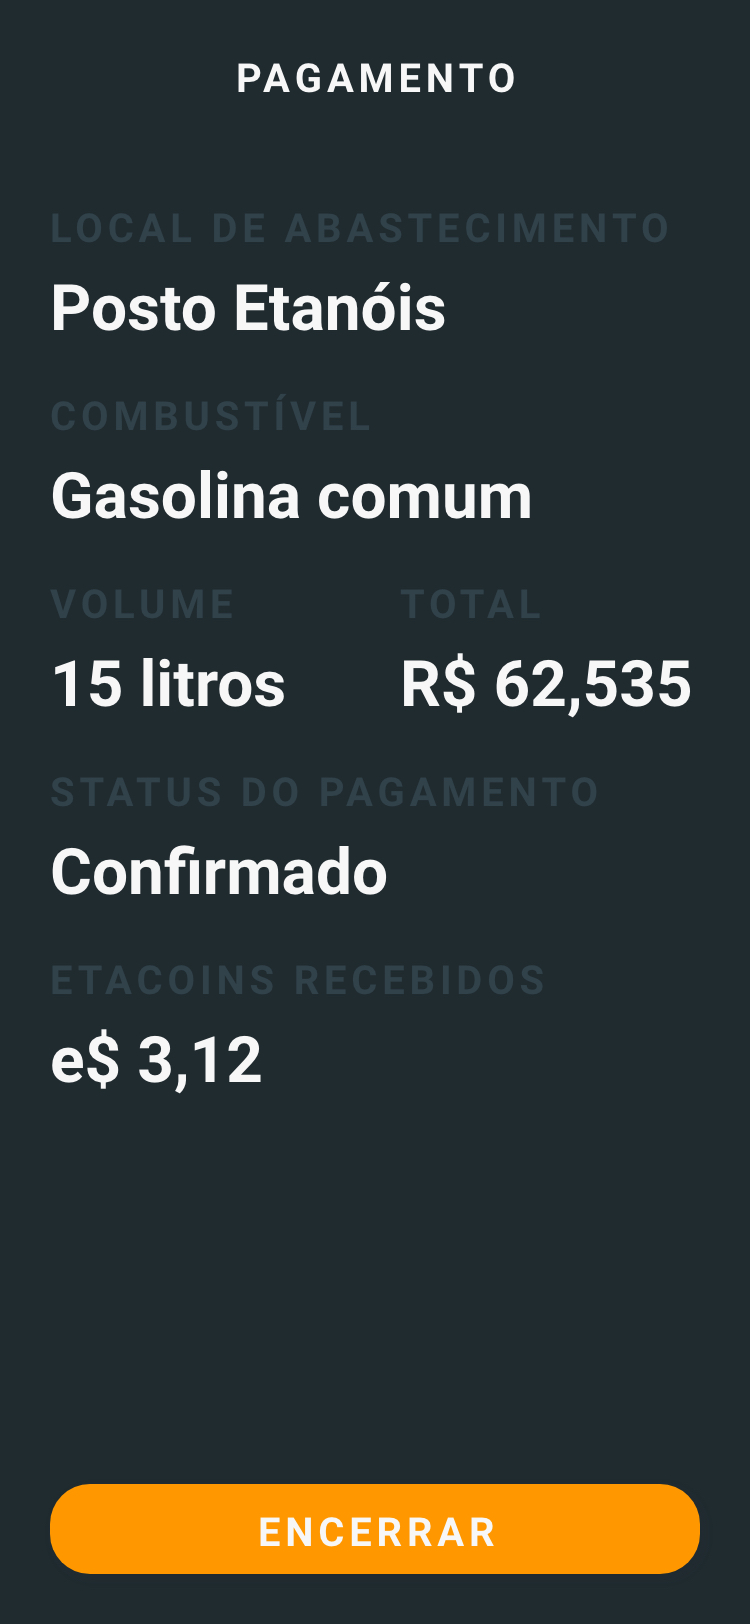 PAGAMENTO
LOCAL DE ABASTECIMENTO
Posto Etanóis
COMBUSTÍVEL
Gasolina comum
VOLUME TOTAL
15 litros R$ 62,535
STATUS DO PAGAMENTO
Confirmado
ETACOINS RECEBIDOS
e$ 3,12
ENCERRAR